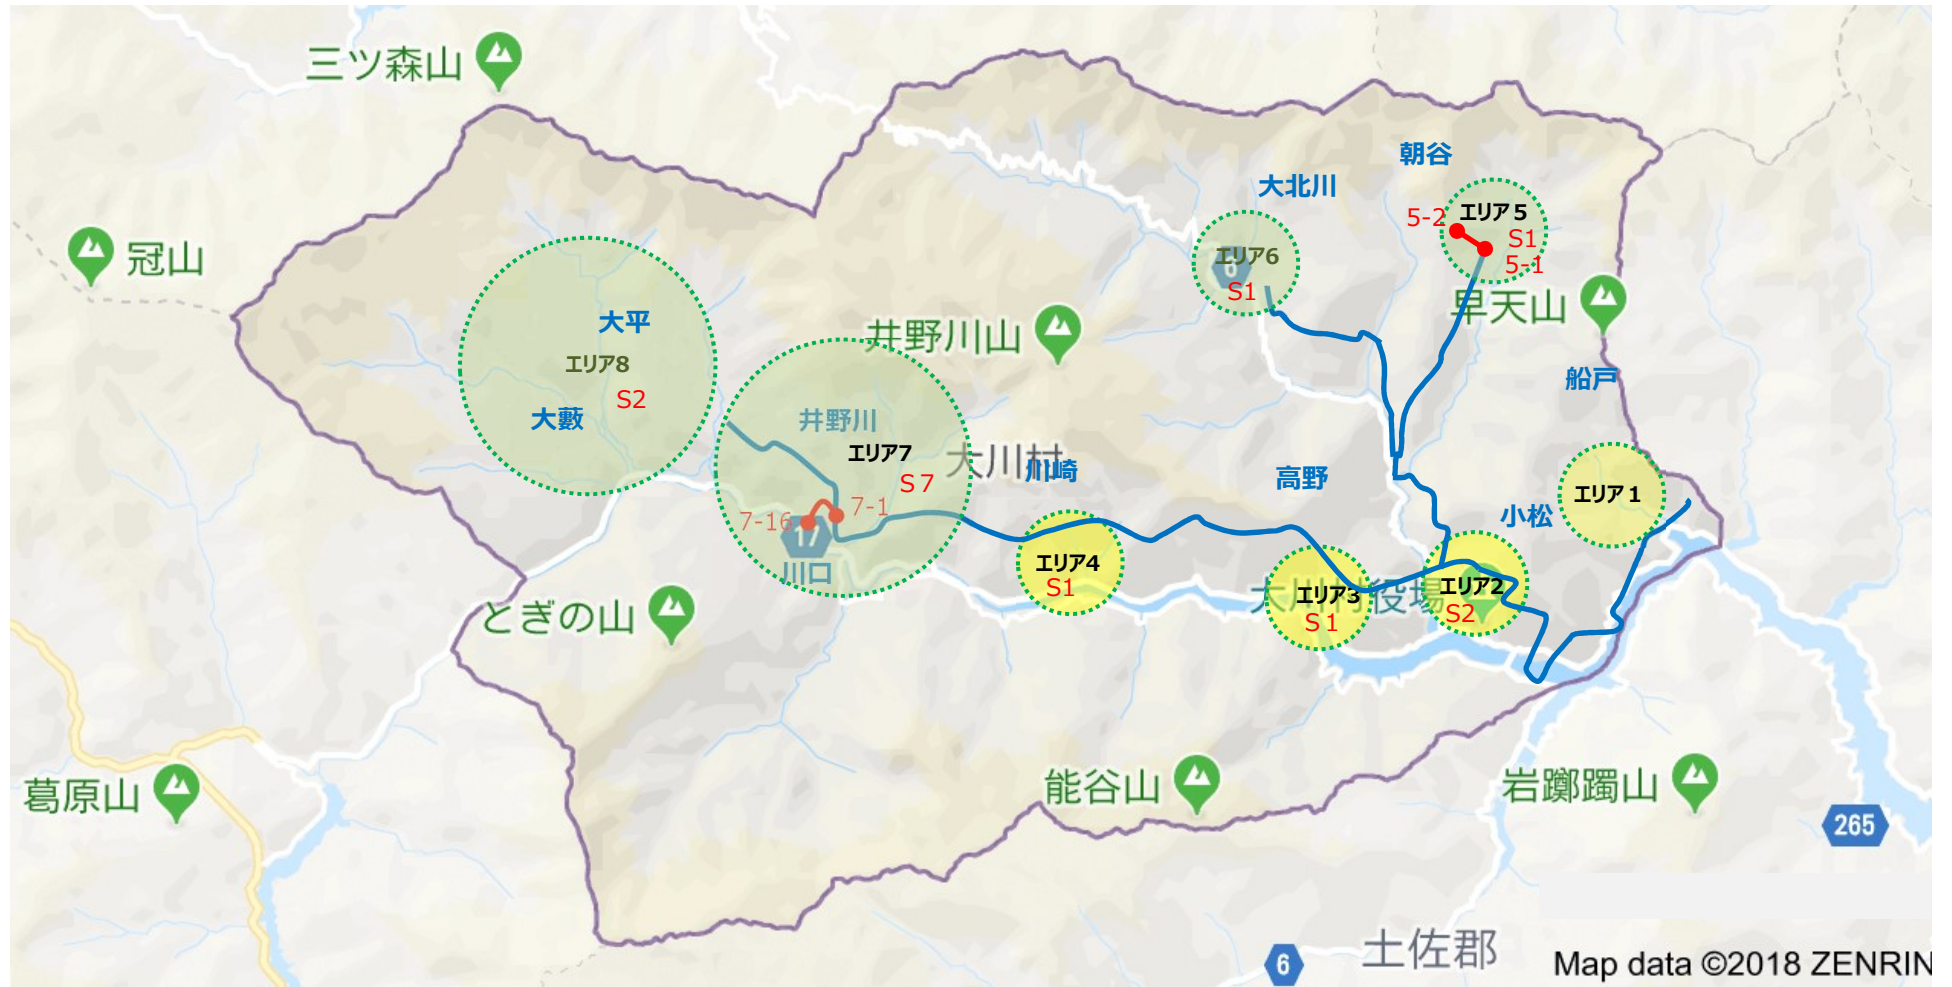 三ツ森山
朝谷
大北川
5-2
エリア５
S1
5-1
冠山
エリア6
6
S1
早天山
大平
井野川山
エリア8
船戸
S2
大藪
井野川
エリア7
大川村
川崎
高野
S７
エリア１
7-16
7-1
小松
17
川口
エリア4
S1
エリア3
S１
大川村役場
エリア2
S2
とぎの山
葛原山
能谷山
岩躑躅山
265
6
土佐郡
Map data ©2018 ZENRIN